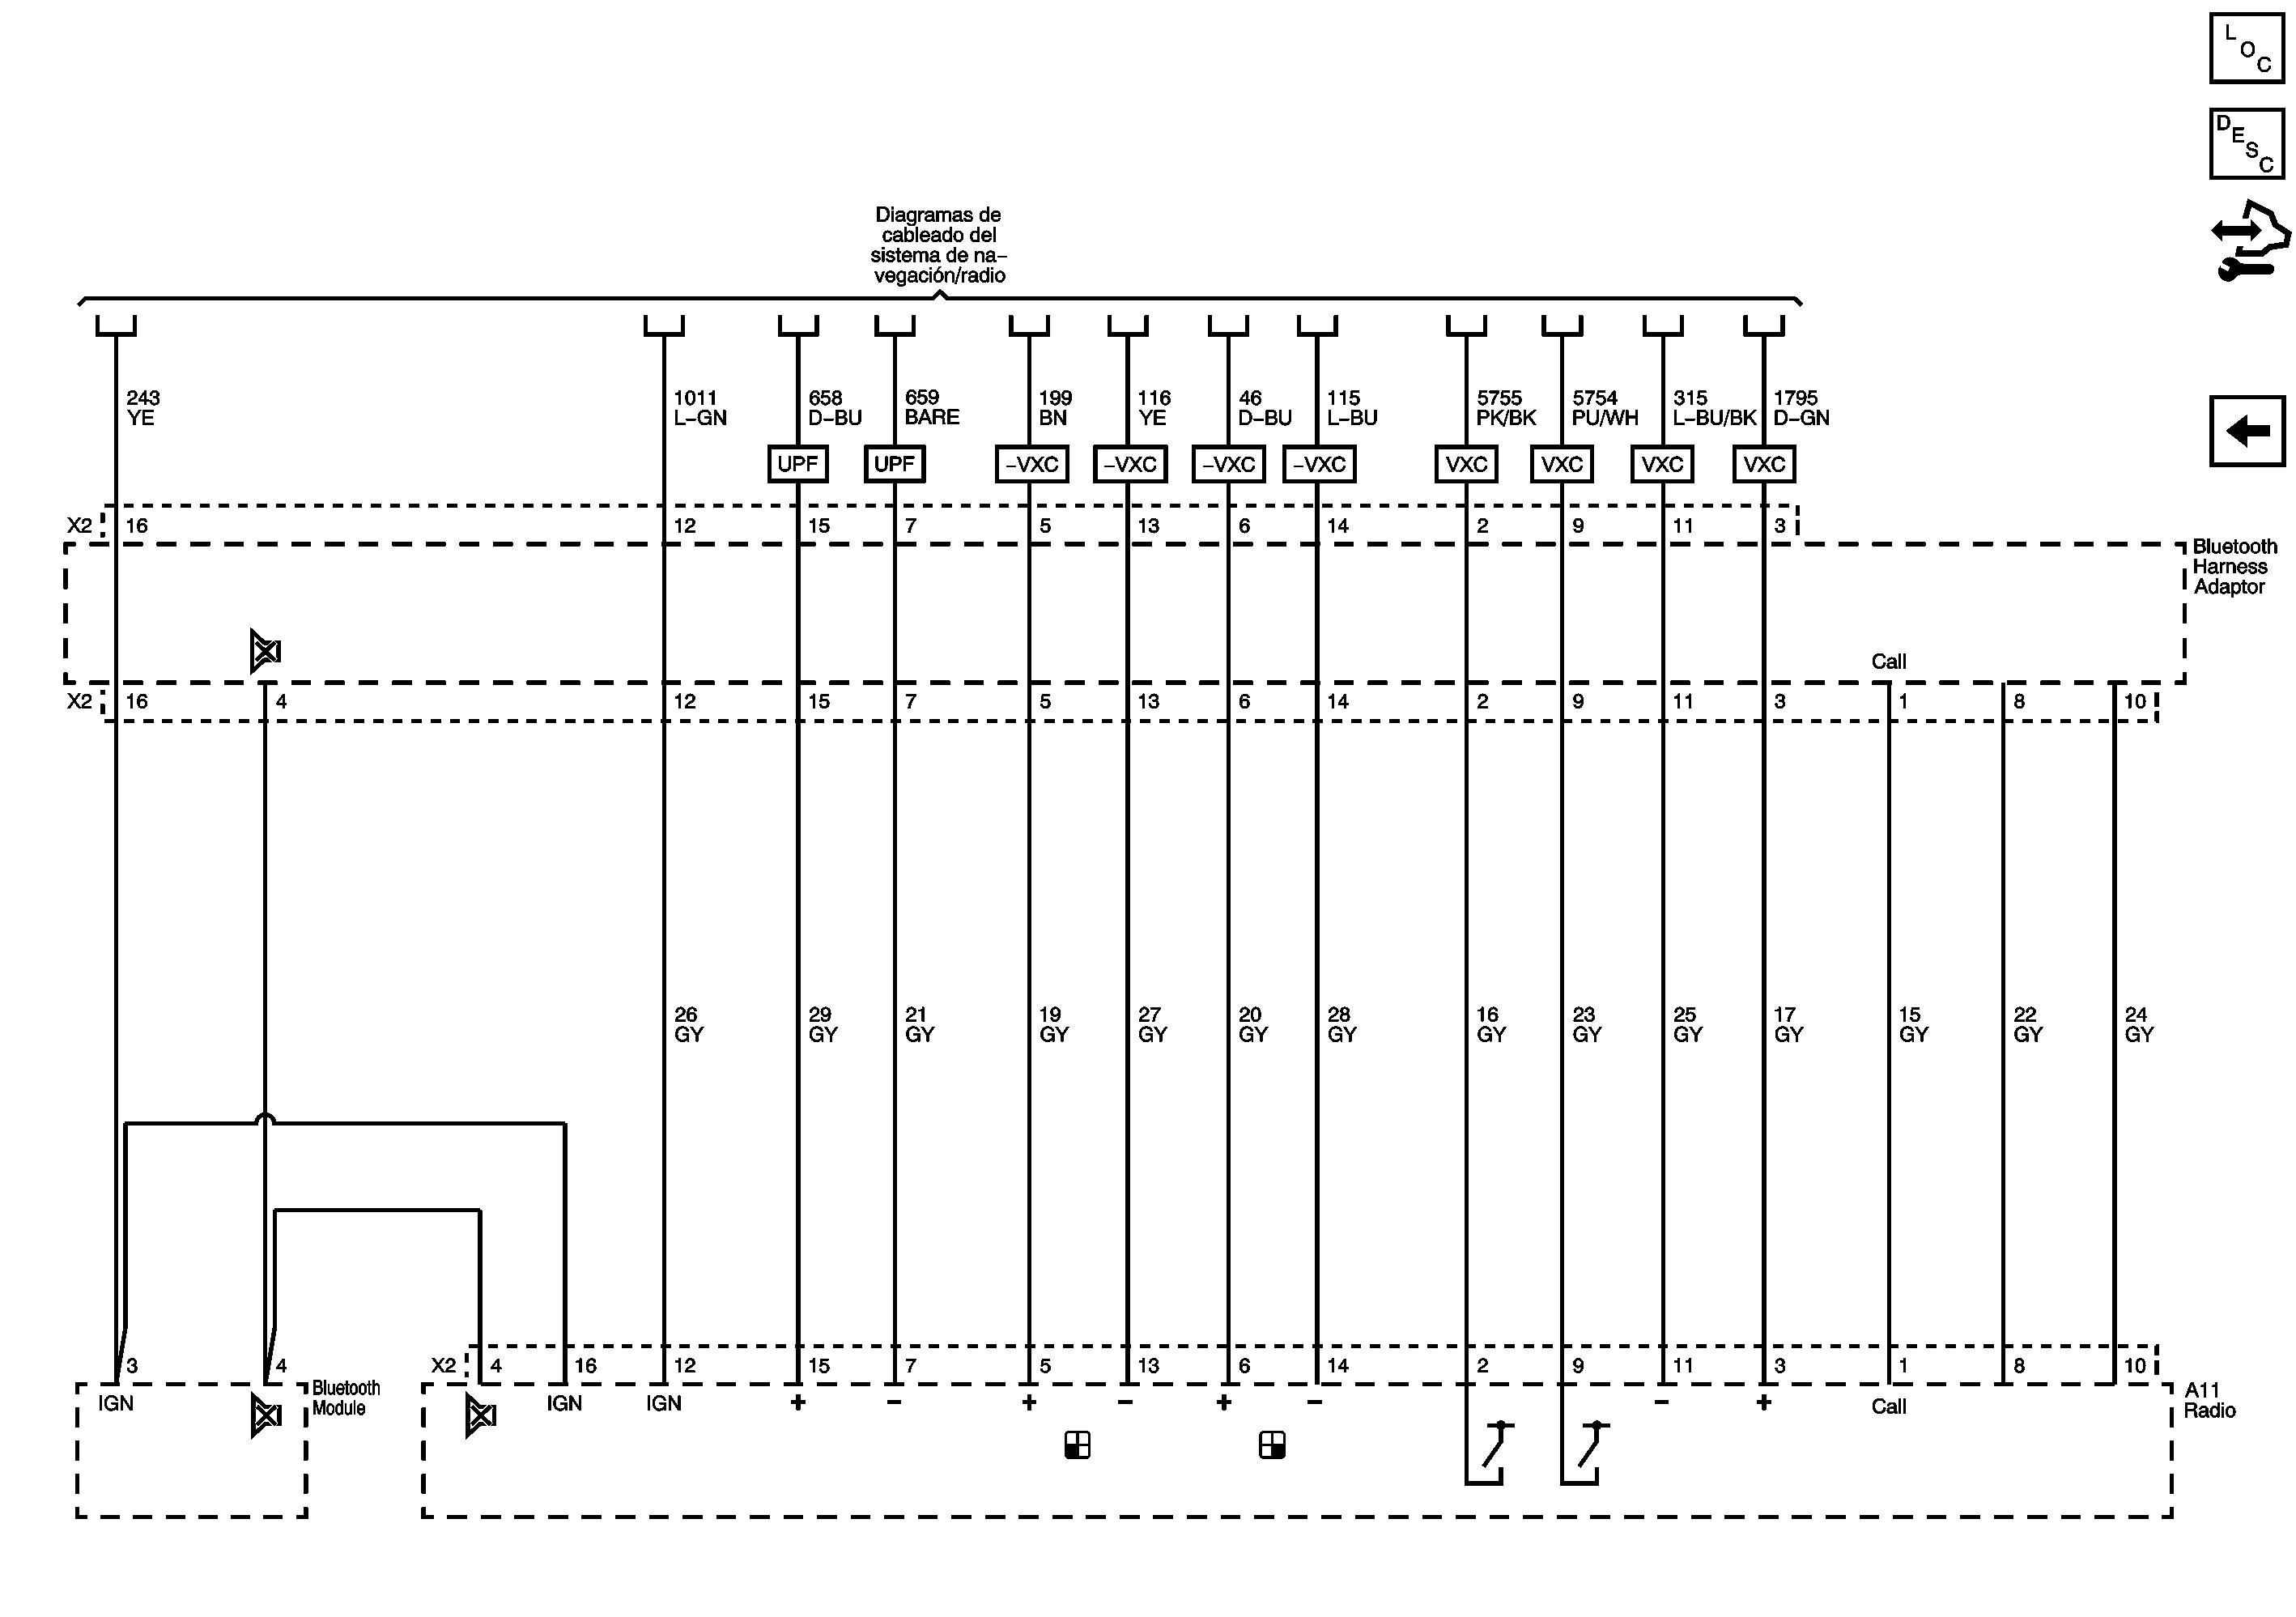 L O C
D E S C
Diagramas de
cableado del
sistema de na-
vegación/radio
243 1011 658 659 199 116 46 115 5755 5754 315 1795
YE L-GN D-BU BARE BN YE D-BU L-BU PK/BK PU/WH L-BU/BK D-GN
UPF UPF -VXC -VXC -VXC -VXC VXC VXC VXC VXC
X2 16 12 15 7 5 13 6 14 2 9 11 3
Bluetooth
Harness
Adaptor
Call
X2 16 4 12 15 7 5 13 6 14 2 9 11 3 1 8 10
26 29 21 19 27 20 28 16 23 25 17 15 22 24
GY GY GY GY GY GY GY GY GY GY GY GY GY GY
3 4 X2 4 16 12 15 7 5 13 6 14 2 9 11 3 1 8 10
Bluetooth
Module
A11
Radio
IGN IGN IGN + - + - + - - + Call